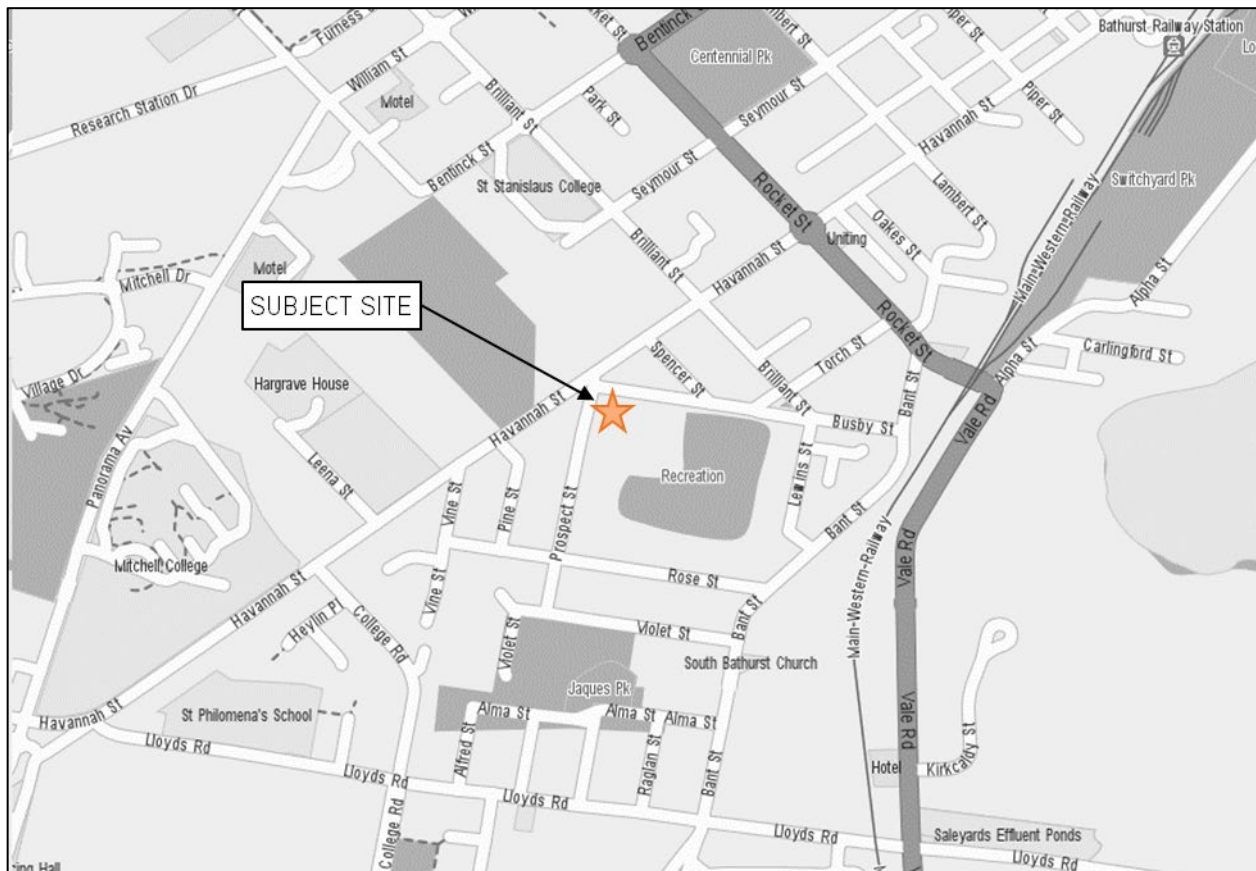 Bentinck St
Bathurst Railway Station
Furness
William St
Centennial Pk
Lambert St
Piper St
Motel
Brilliant St
Park St
Seymour St
Havannah St
Piper St
Research Station Dr
Bentinck St
St Stanislaus College
Seymour St
Rocket St
Lambert St
Switchyard Pk
Main-Western-Railway
Oakes St
Uniting
Mitchell Dr
Motel
Brilliant St
Havannah St
Alpha St
SUBJECT SITE
Rocket St
Spencer St
Torch St
Carlingford St
Village Dr
Hargrave House
Brilliant St
Bant St
Alpha St
Havannah St
Busby St
Vale Rd
Panorama Av
Leena St
Recreation
Lewins St
Vine St
Pine St
Prospect St
Bant St
Mitchell College
Rose St
Main-Western-Railway
Vale Rd
Havannah St
Vine St
Heylin Pl
College Rd
Violet St
Bant St
Violet St
South Bathurst Church
Jaques Pk
Havannah St
St Philomena's School
Alma St
Alma St
Alma St
Vale Rd
Lloyds Rd
Alfred St
Raglan St
Bant St
Hotel
Kirkcaldy St
Lloyds Rd
Lloyds Rd
College Rd
Lloyds Rd
Saleyards Effluent Ponds
Lloyds Rd
Hall